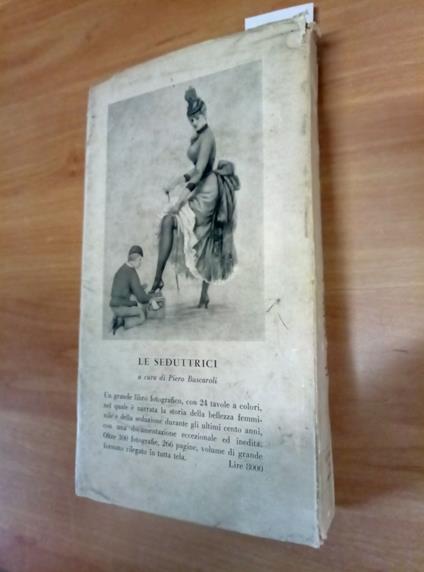 LE SEDUTTRICI
a cura di Piero Buscaroli
Un grande libro fotografico, con 24 tavole a colori,
nel quale è narrata la storia della bellezza femmi-
nile e della seduzione durante gli ultimi cento anni,
con una documentazione eccezionale ed inedita.
Oltre 300 fotografie, 266 pagine, volume di grande
formato rilegato in tutta tela. Lire 8000